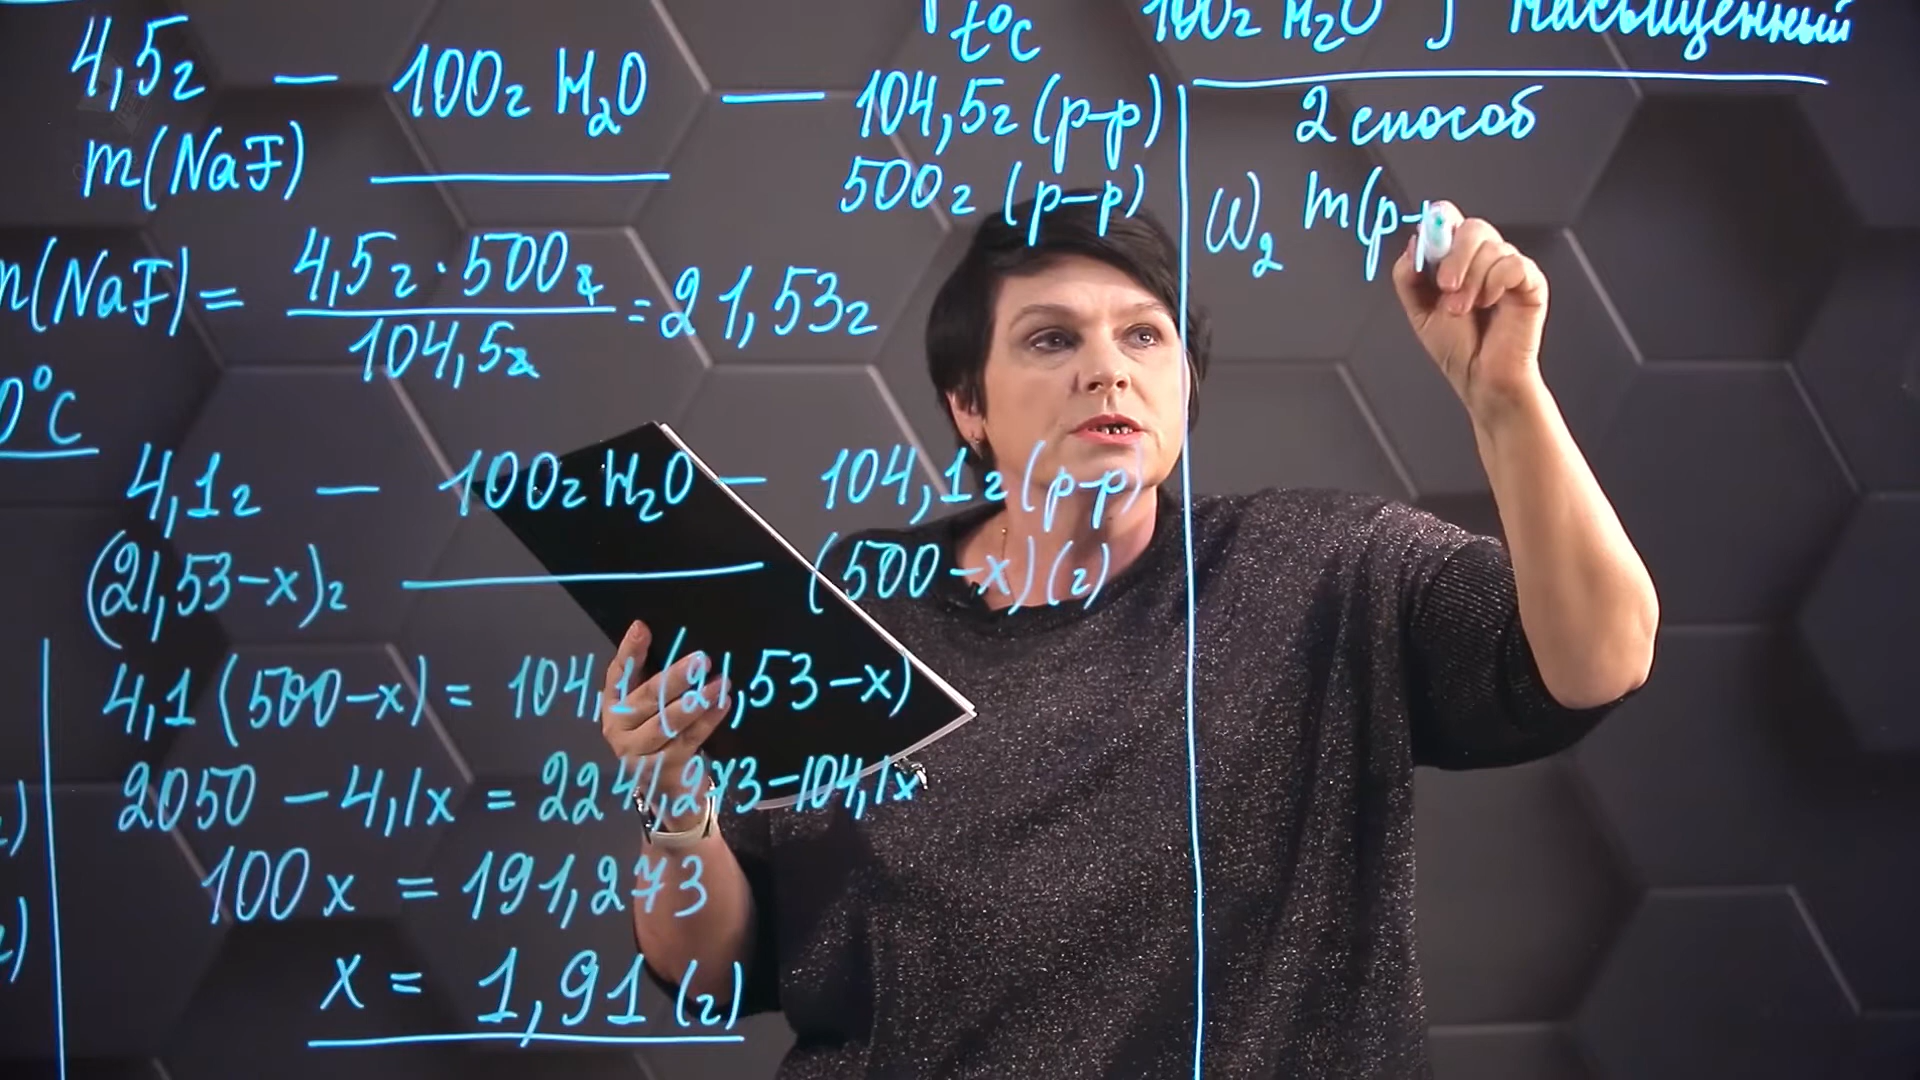 t°C
100г H₂O } насыщенный
4,5г — 100г H₂O — 104,5г (р-р)
m(NaF) ——— 500г (р-р)
m(NaF) = 4,5г · 500г / 104,5г = 21,53г
0°C
4,1г — 100г H₂O — 104,1г (р-р)
(21,53-x)г ——— (500-x)(г)
4,1(500-x) = 104,1(21,53-x)
2050 - 4,1x = 2241,273 - 104,1x
100x = 191,273
x = 1,91 (г)
2 способ
ω₂ m(р-р